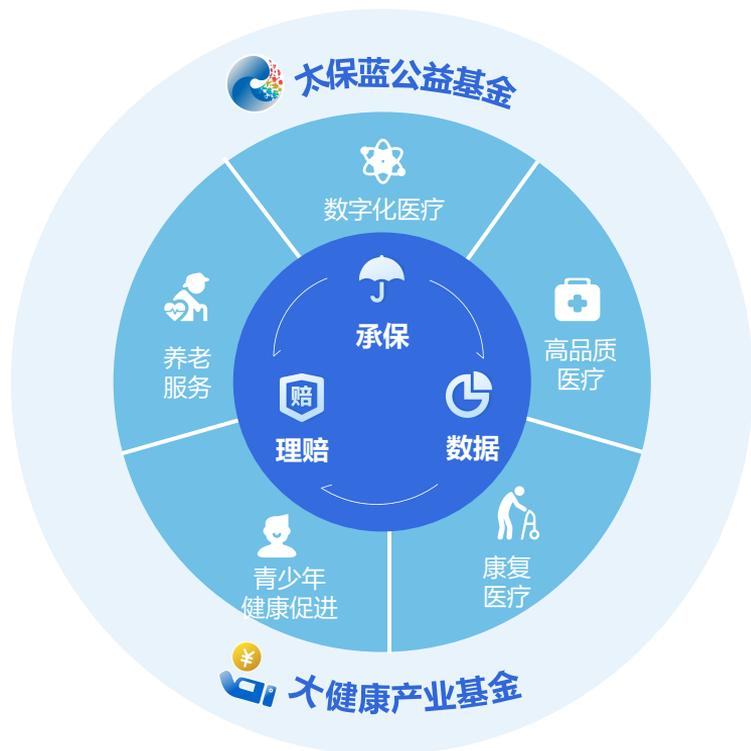 太保蓝公益基金
数字化医疗
养老
服务
高品质
医疗
承保
赔
理赔
数据
青少年
健康促进
康复
医疗
¥
大健康产业基金